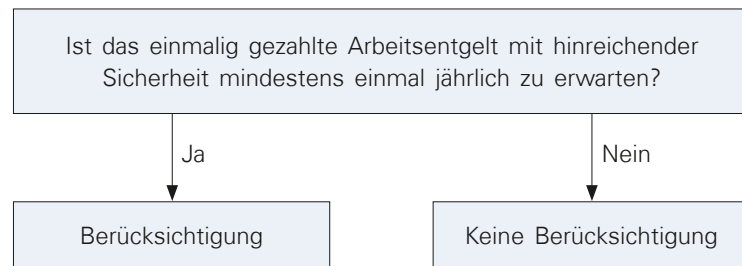 Ist das einmalig gezahlte Arbeitsentgelt mit hinreichender
Sicherheit mindestens einmal jährlich zu erwarten?
Ja
Nein
Berücksichtigung
Keine Berücksichtigung